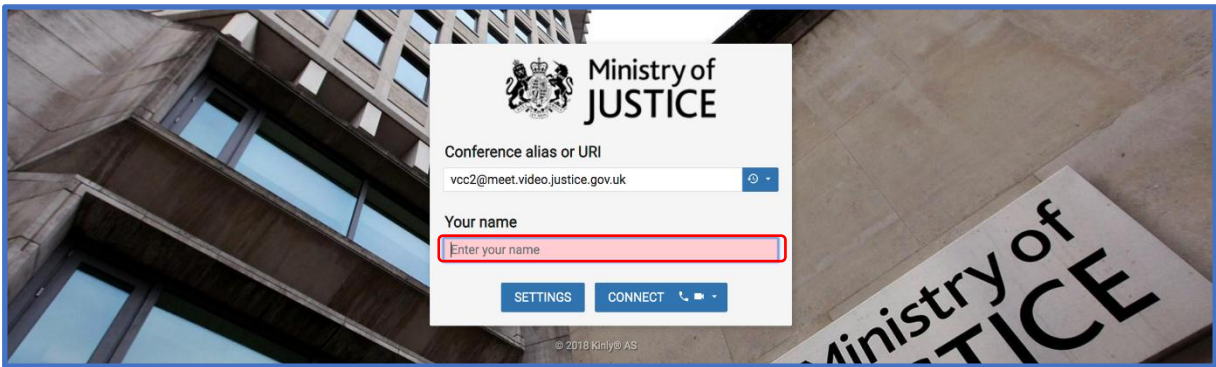 Ministry of
JUSTICE
Conference alias or URI
vcc2@meet.video.justice.gov.uk
Your name
Enter your name
SETTINGS
CONNECT
© 2018 Kinly® AS
Ministry of
JUSTICE